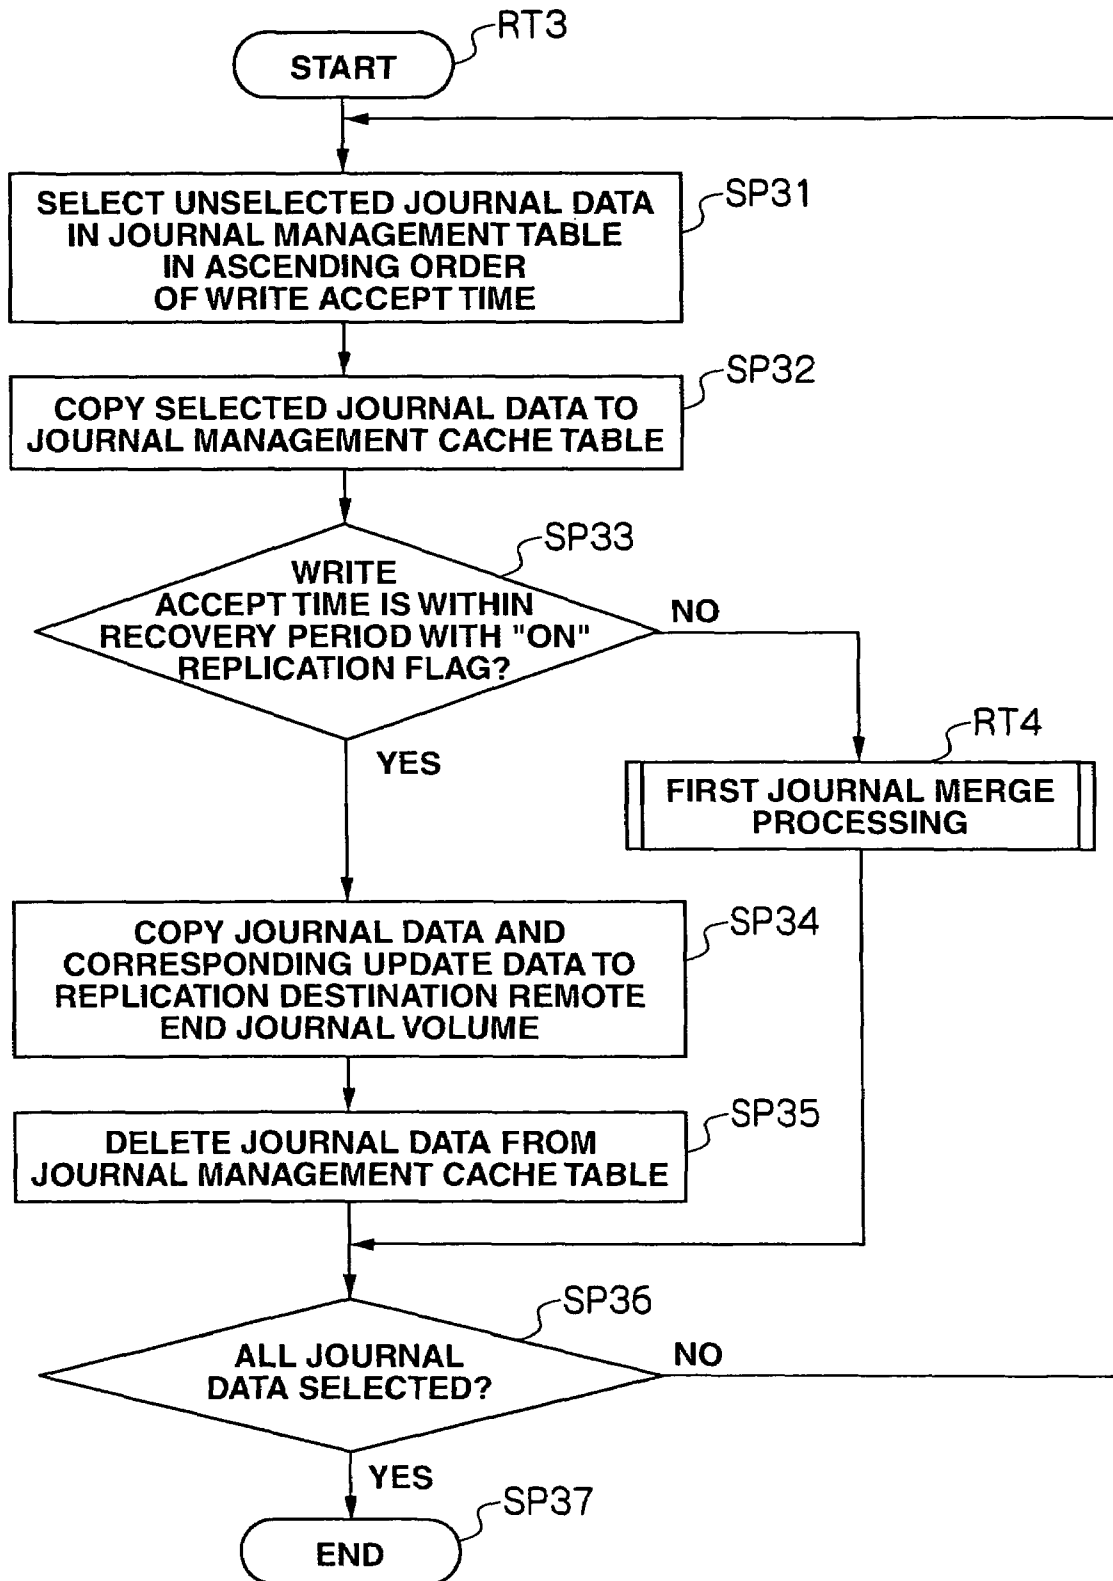 RT3
START
SELECT UNSELECTED JOURNAL DATA
IN JOURNAL MANAGEMENT TABLE
IN ASCENDING ORDER
OF WRITE ACCEPT TIME
SP31
COPY SELECTED JOURNAL DATA TO
JOURNAL MANAGEMENT CACHE TABLE
SP32
WRITE
ACCEPT TIME IS WITHIN
RECOVERY PERIOD WITH "ON"
REPLICATION FLAG?
SP33
NO
YES
RT4
FIRST JOURNAL MERGE
PROCESSING
COPY JOURNAL DATA AND
CORRESPONDING UPDATE DATA TO
REPLICATION DESTINATION REMOTE
END JOURNAL VOLUME
SP34
DELETE JOURNAL DATA FROM
JOURNAL MANAGEMENT CACHE TABLE
SP35
ALL JOURNAL
DATA SELECTED?
SP36
NO
YES
SP37
END